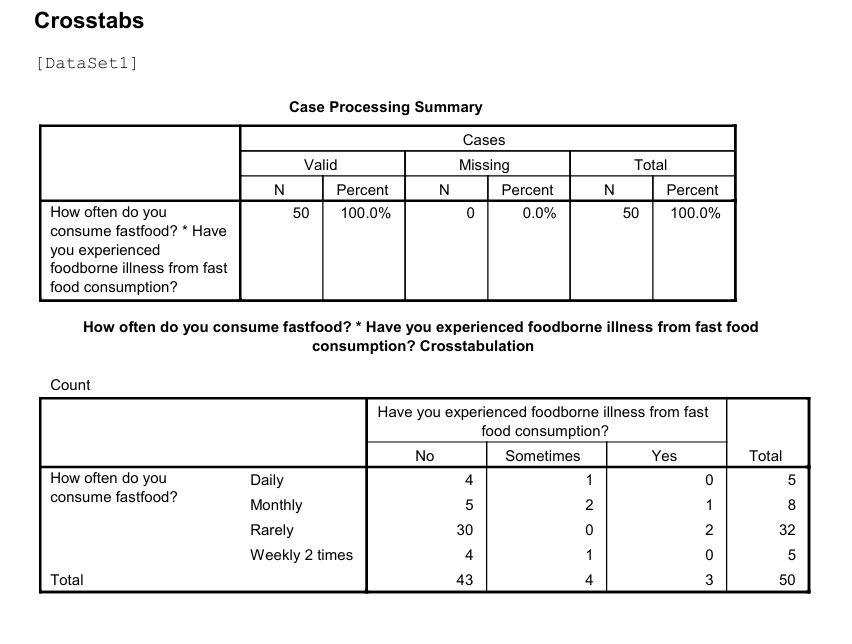 Crosstabs
[DataSet1]
Case Processing Summary
Cases
Valid Missing Total
N Percent N Percent N Percent
How often do you 50 100.0% 0 0.0% 50 100.0%
consume fastfood? * Have
you experienced
foodborne illness from fast
food consumption?
How often do you consume fastfood? * Have you experienced foodborne illness from fast food
consumption? Crosstabulation
Count
Have you experienced foodborne illness from fast
food consumption?
No Sometimes Yes Total
How often do you Daily 4 1 0 5
consume fastfood?
Monthly 5 2 1 8
Rarely 30 0 2 32
Weekly 2 times 4 1 0 5
Total 43 4 3 50